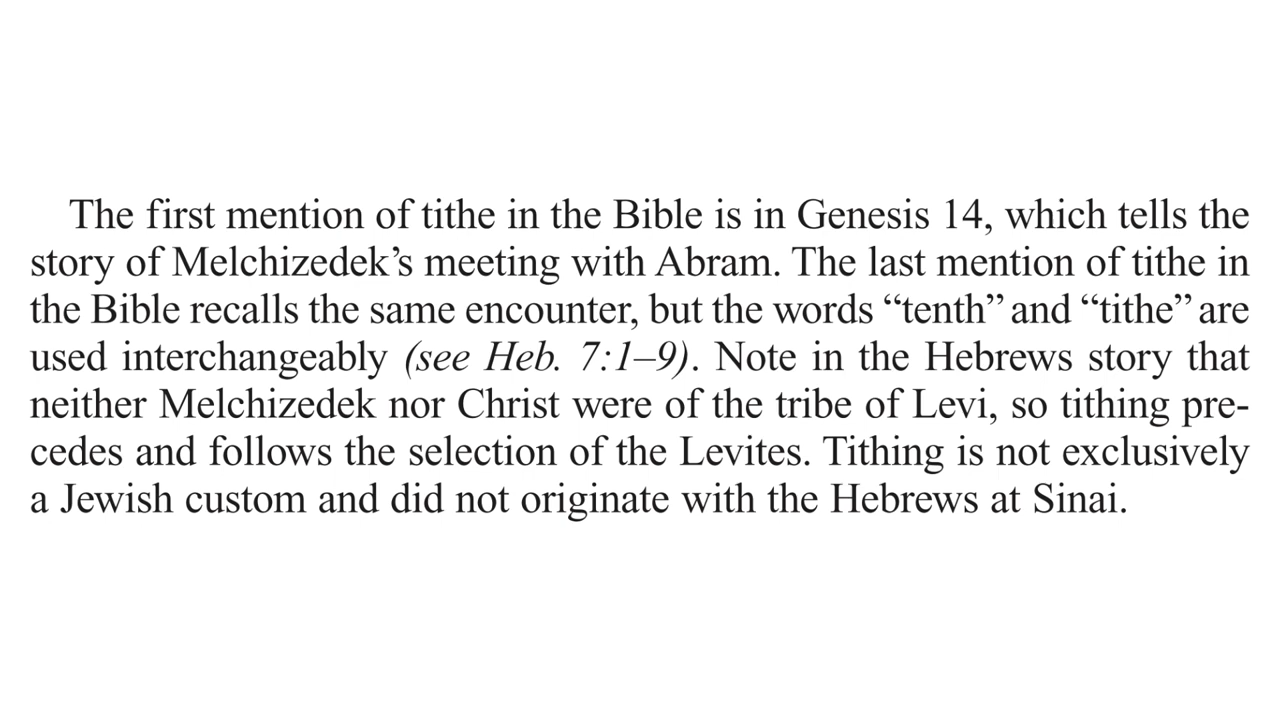 The first mention of tithe in the Bible is in Genesis 14, which tells the
story of Melchizedek’s meeting with Abram. The last mention of tithe in
the Bible recalls the same encounter, but the words “tenth” and “tithe” are
used interchangeably (see Heb. 7:1–9). Note in the Hebrews story that
neither Melchizedek nor Christ were of the tribe of Levi, so tithing pre-
cedes and follows the selection of the Levites. Tithing is not exclusively
a Jewish custom and did not originate with the Hebrews at Sinai.